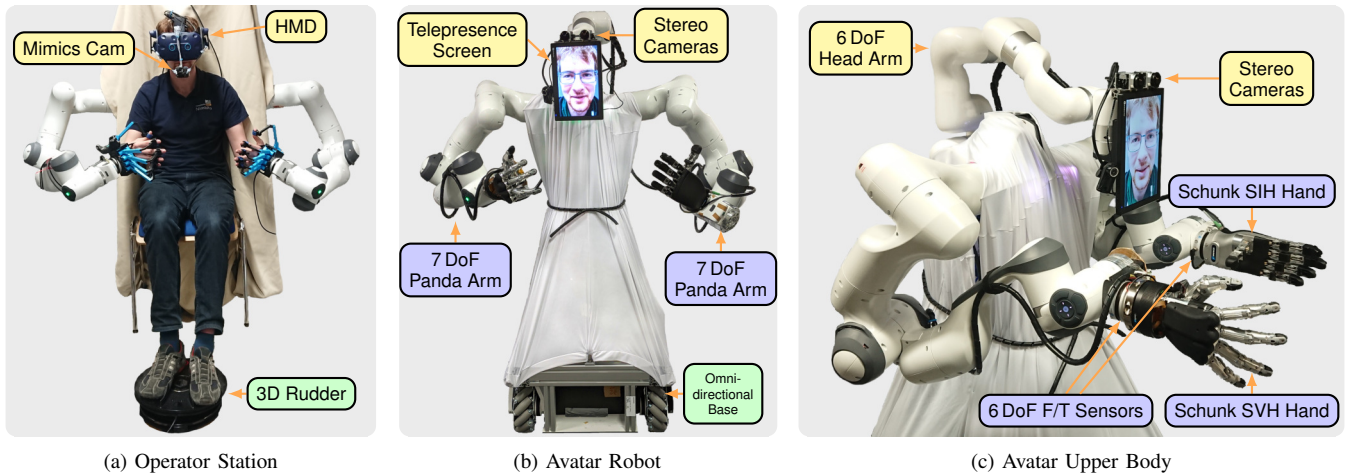 HMD
Mimics Cam
3D Rudder
(a) Operator Station
Telepresence
Screen
Stereo
Cameras
7 DoF
Panda Arm
7 DoF
Panda Arm
Omni-
directional
Base
(b) Avatar Robot
6 DoF
Head Arm
Stereo
Cameras
Schunk SIH Hand
6 DoF F/T Sensors
Schunk SVH Hand
(c) Avatar Upper Body